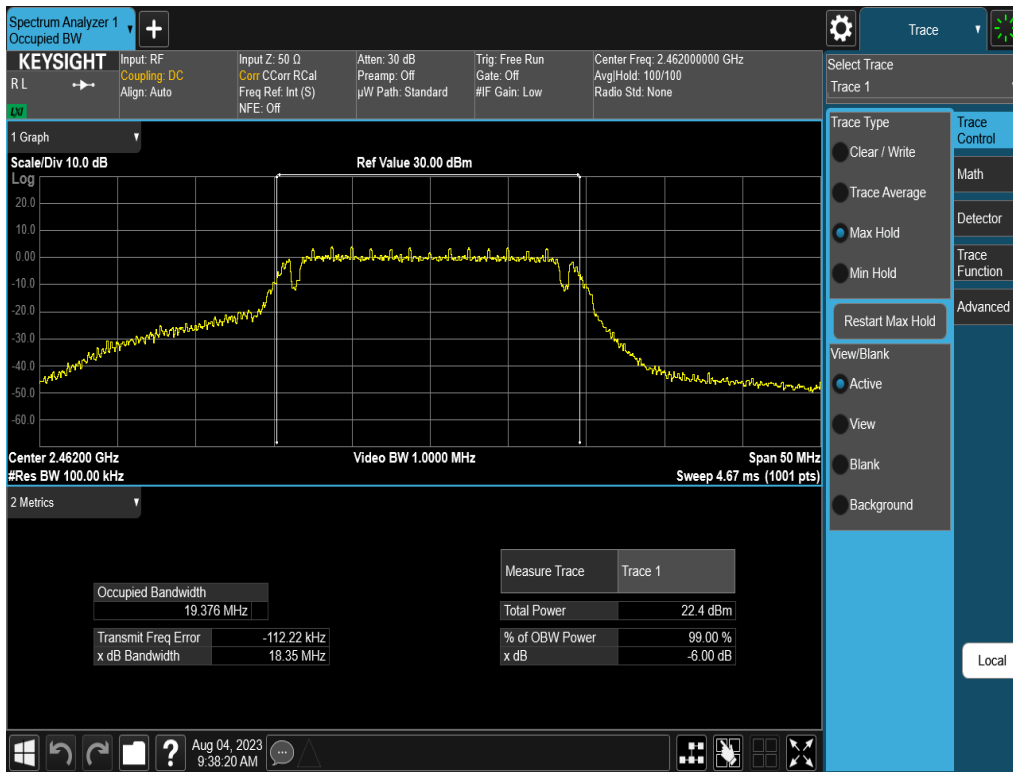 Spectrum Analyzer 1
Occupied BW
Trace
KEYSIGHT
R L
LXI
Input: RF
Coupling: DC
Align: Auto
Input Z: 50 Ω
Corr CCorr RCal
Freq Ref: Int (S)
NFE: Off
Atten: 30 dB
Preamp: Off
µW Path: Standard
Trig: Free Run
Gate: Off
#IF Gain: Low
Center Freq: 2.462000000 GHz
Avg|Hold: 100/100
Radio Std: None
Select Trace
Trace 1
1 Graph
Scale/Div 10.0 dB
Ref Value 30.00 dBm
Log
20.0
10.0
0.00
-10.0
-20.0
-30.0
-40.0
-50.0
-60.0
Center 2.46200 GHz
Video BW 1.0000 MHz
Span 50 MHz
#Res BW 100.00 kHz
Sweep 4.67 ms (1001 pts)
Trace Type
Clear / Write
Trace Average
Max Hold
Min Hold
Restart Max Hold
View/Blank
Active
View
Blank
Background
Trace
Control
Math
Detector
Trace
Function
Advanced
Local
2 Metrics
Occupied Bandwidth
19.376 MHz
Transmit Freq Error -112.22 kHz
x dB Bandwidth 18.35 MHz
Measure Trace Trace 1
Total Power 22.4 dBm
% of OBW Power 99.00 %
x dB -6.00 dB
?
Aug 04, 2023
9:38:20 AM